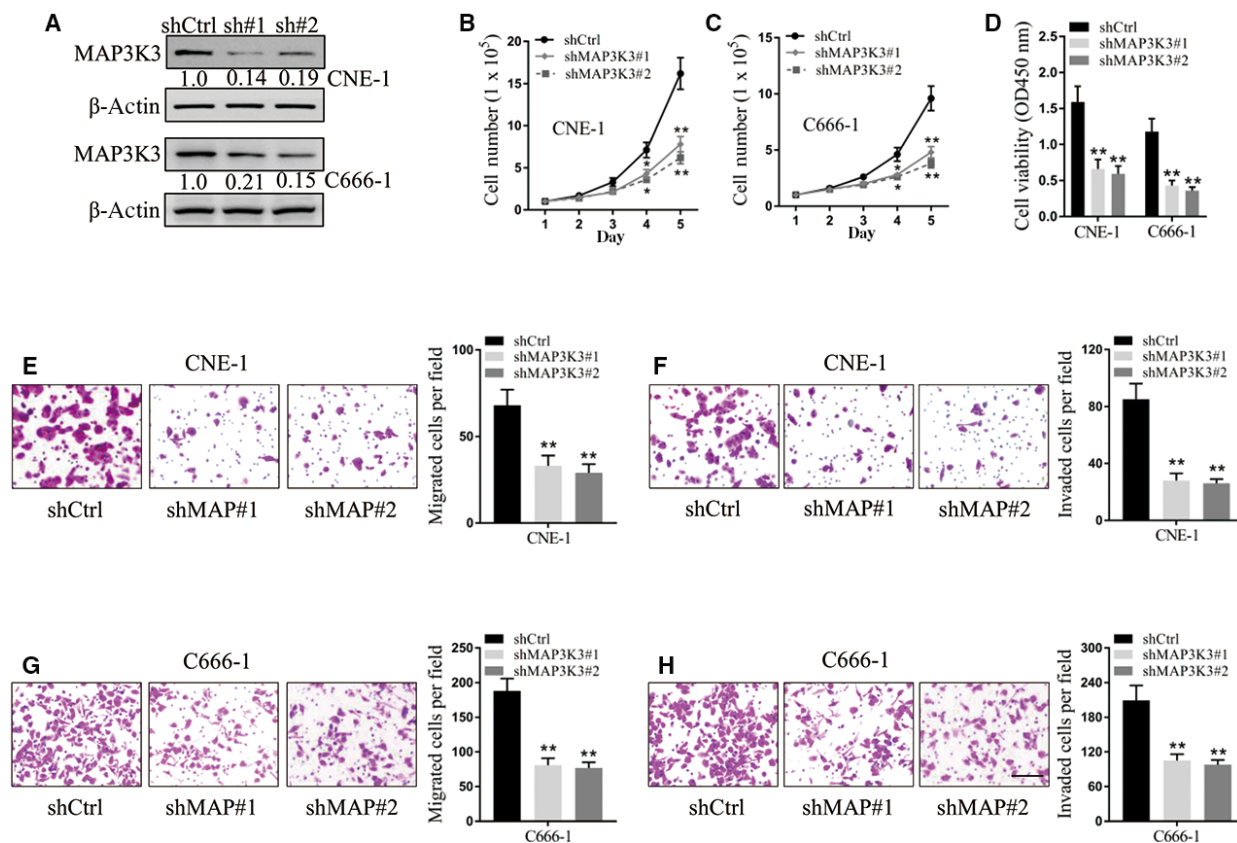 A
shCtrl sh#1 sh#2
MAP3K3
1.0 0.14 0.19 CNE-1
β-Actin
MAP3K3
1.0 0.21 0.15 C666-1
β-Actin
B
shCtrl
shMAP3K3#1
shMAP3K3#2
Cell number (1 x 10⁵)
20
15
10
5
0
CNE-1
*
*
**
**
1 2 3 4 5
Day
C
shCtrl
shMAP3K3#1
shMAP3K3#2
Cell number (1 x 10⁵)
15
10
5
0
C666-1
*
*
**
**
1 2 3 4 5
Day
D
shCtrl
shMAP3K3#1
shMAP3K3#2
Cell viability (OD450 nm)
2.5
2.0
1.5
1.0
0.5
0.0
** **
** **
CNE-1 C666-1
E
CNE-1
shCtrl shMAP#1 shMAP#2
shCtrl
shMAP3K3#1
shMAP3K3#2
Migrated cells per field
100
50
0
** **
CNE-1
F
CNE-1
shCtrl shMAP#1 shMAP#2
shCtrl
shMAP3K3#1
shMAP3K3#2
Invaded cells per field
120
80
40
0
** **
CNE-1
G
C666-1
shCtrl shMAP#1 shMAP#2
shCtrl
shMAP3K3#1
shMAP3K3#2
Migrated cells per field
250
200
150
100
50
0
** **
C666-1
H
C666-1
shCtrl shMAP#1 shMAP#2
shCtrl
shMAP3K3#1
shMAP3K3#2
Invaded cells per field
300
240
180
120
60
0
** **
C666-1